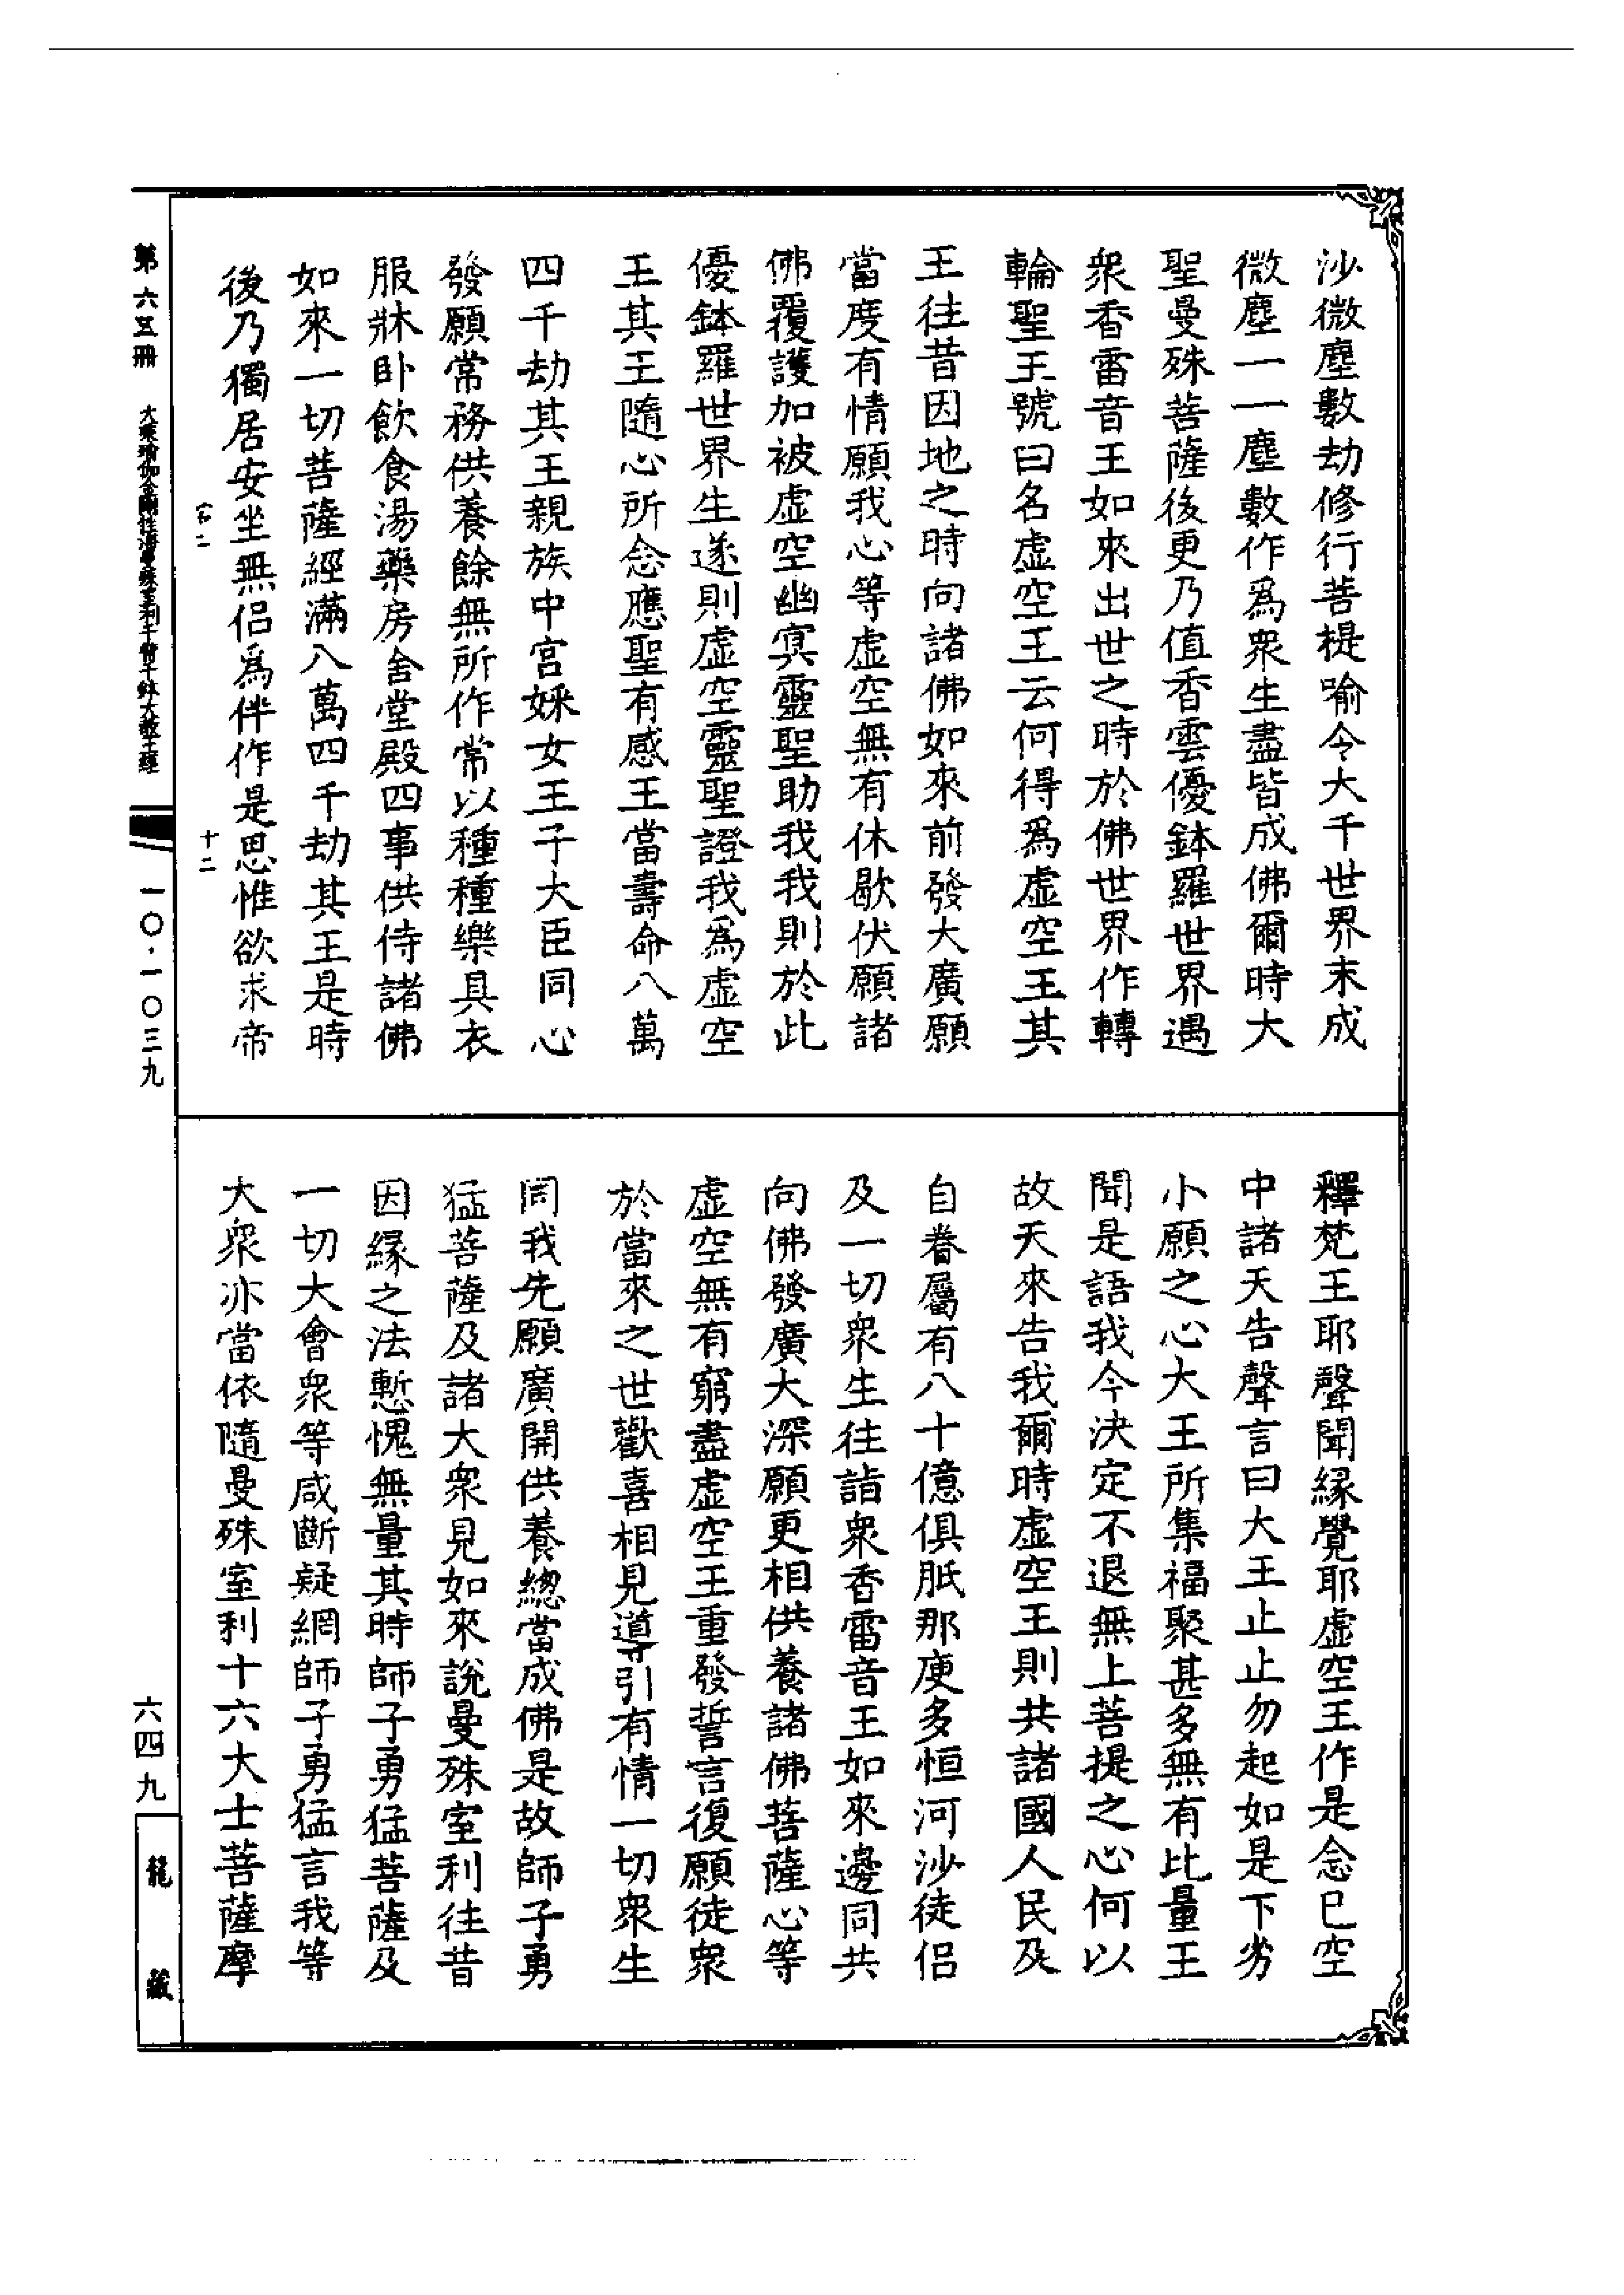 沙微塵數劫修行菩提喻今大千世界末成
微塵一一塵數作爲衆生盡皆成佛爾時大
聖曼殊菩薩後更乃值香雲優鉢羅世界遇
衆香雷音王如來出世之時於佛世界作轉
輪聖王號曰名虛空王云何得爲虛空王其
王往昔因地之時向諸佛如來前發大廣願
當度有情願我心等虛空無有休歇伏願諸
佛覆護加被虛空幽冥靈聖助我我則於此
優鉢羅世界生遂則虛空靈聖證我爲虛空
王其王隨心所念應聖有感王當壽命八萬
四千劫其王親族中宮婇女王子大臣同心
發願常務供養餘無所作常以種種樂具衣
服牀卧飲食湯藥房舍堂殿四事供侍諸佛
如來一切菩薩經滿八萬四千劫其王是時
後乃獨居安坐無侣爲伴作是思惟欲求帝
釋梵王耶聲聞緣覺耶虛空王作是念已空
中諸天告聲言曰大王止止勿起如是下劣
小願之心大王所集福聚甚多無有比量王
聞是語我今決定不退無上菩提之心何以
故天來告我爾時虛空王則共諸國人民及
自眷屬有八十億俱胝那庾多恒河沙徒侣
及一切衆生往詣衆香雷音王如來邊同共
向佛發廣大深願更相供養諸佛菩薩心等
虛空無有窮盡虛空王重發誓言復願徒衆
於當來之世歡喜相見導引有情一切衆生
同我先願廣開供養總當成佛是故師子勇
猛菩薩及諸大衆見如來說曼殊室利往昔
因緣之法慙愧無量其時師子勇猛菩薩及
一切大會衆等咸斷疑網師子勇猛言我等
大衆亦當依隨曼殊室利十六大士菩薩摩
第六五冊
大乘瑜伽金剛性海曼殊室利千臂千鉢大教王經
十二
一〇·一〇三九
六四九
龍藏